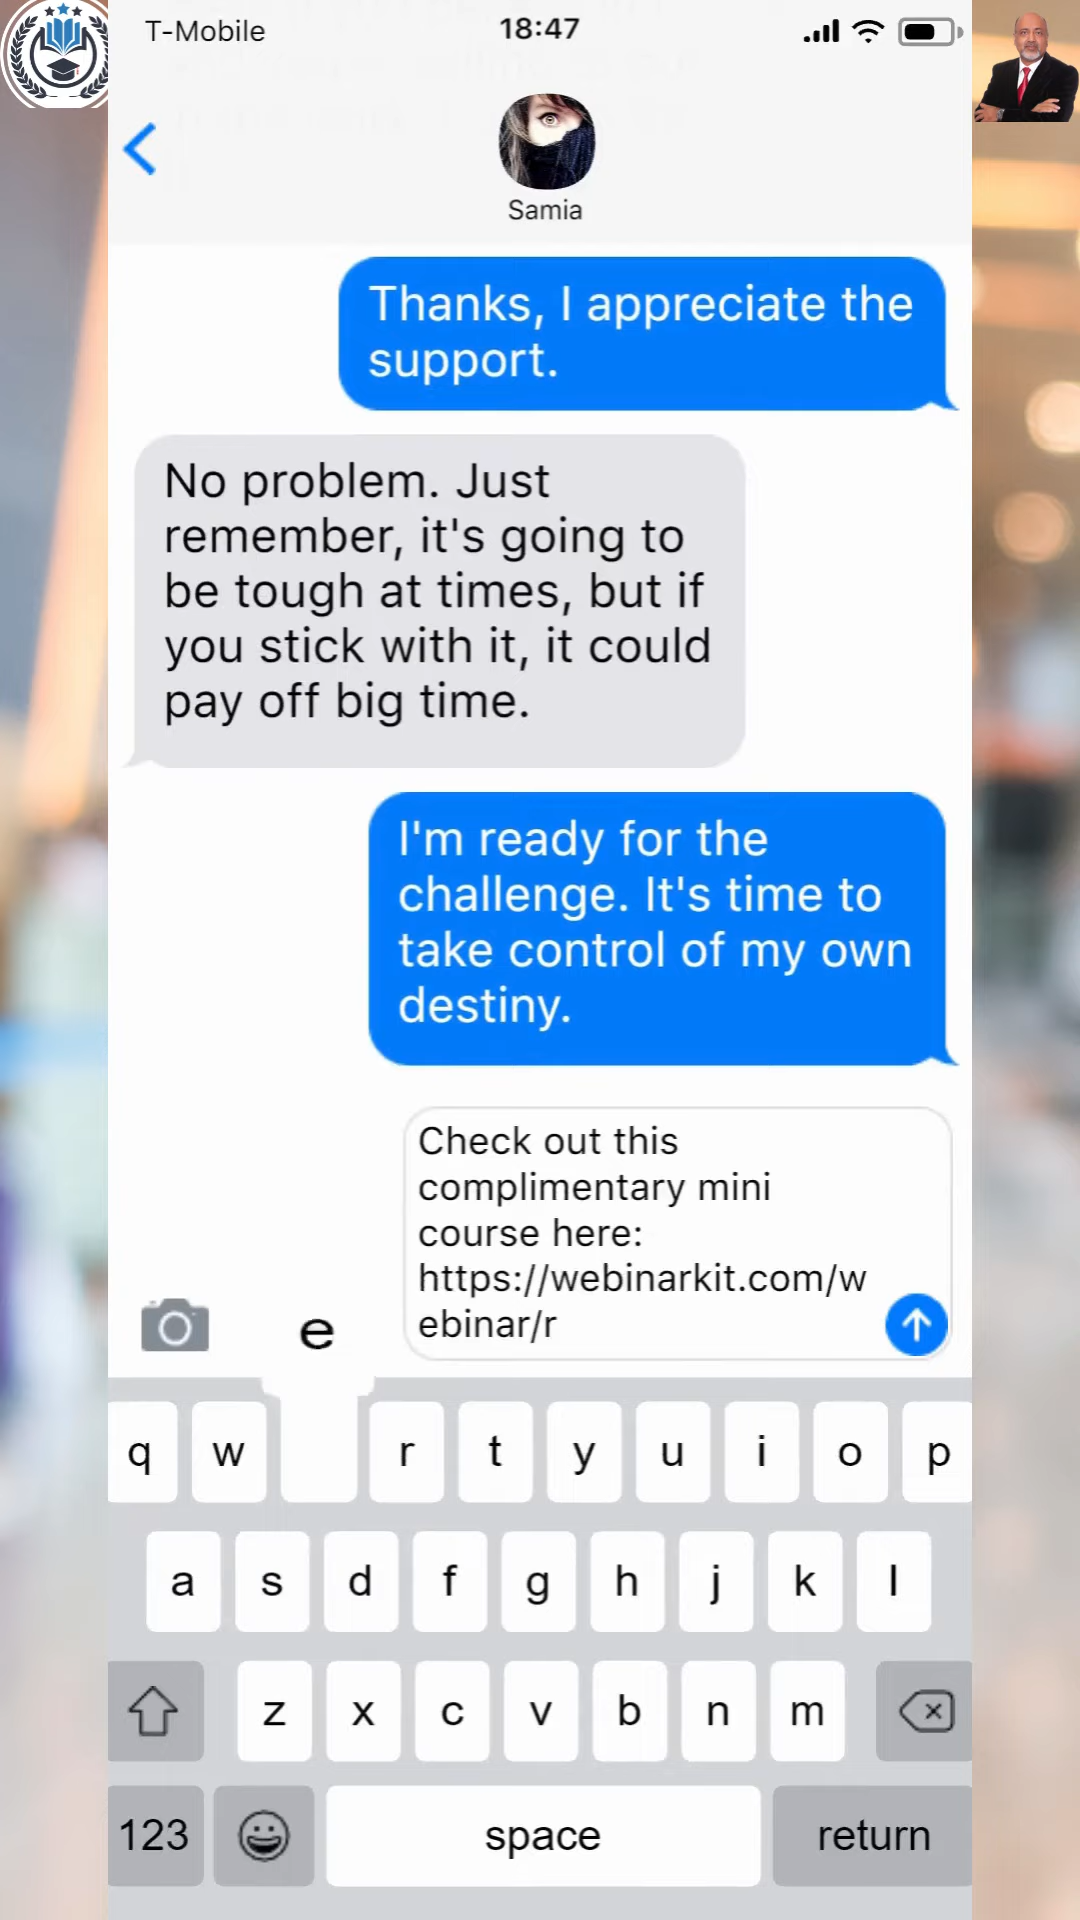 T-Mobile
18:47
Samia
Thanks, I appreciate the
support.
No problem. Just
remember, it's going to
be tough at times, but if
you stick with it, it could
pay off big time.
I'm ready for the
challenge. It's time to
take control of my own
destiny.
Check out this
complimentary mini
course here:
https://webinarkit.com/w
ebinar/r
e
q w r t y u i o p
a s d f g h j k l
z x c v b n m
123 space return